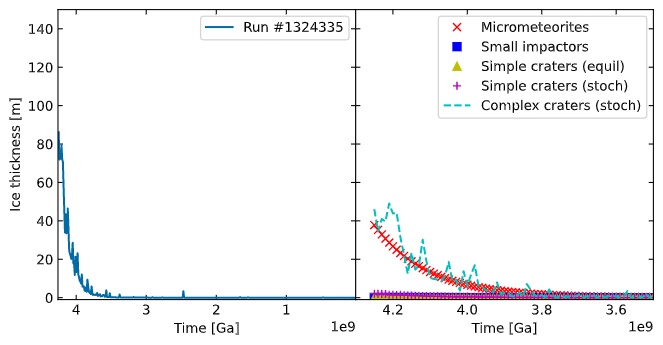 Run #1324335
Micrometeorites
Small impactors
Simple craters (equil)
Simple craters (stoch)
Complex craters (stoch)
140
120
100
80
60
40
20
0
Ice thickness [m]
4
3
2
1
1e9
Time [Ga]
4.2
4.0
3.8
3.6
1e9
Time [Ga]